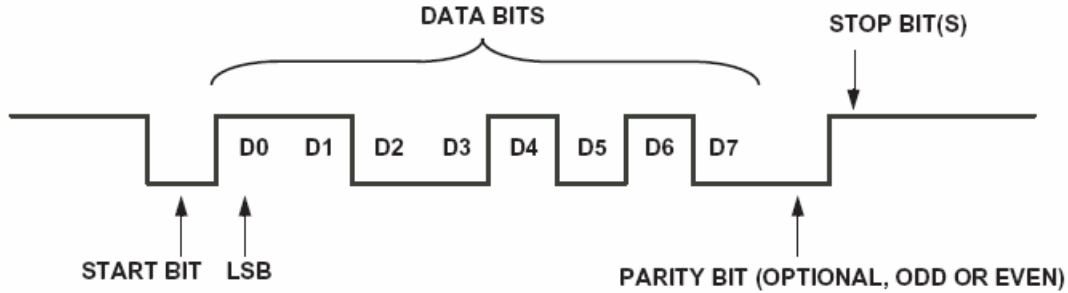 DATA BITS
STOP BIT(S)
D0 D1 D2 D3 D4 D5 D6 D7
START BIT LSB
PARITY BIT (OPTIONAL, ODD OR EVEN)